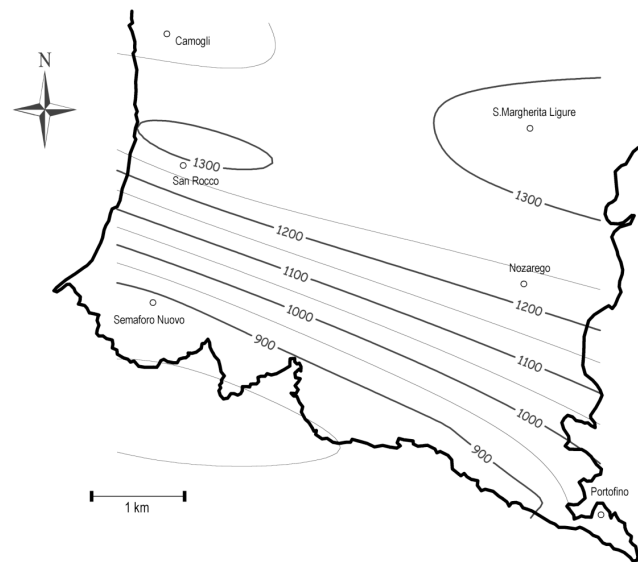 Camogli
N
S.Margherita Ligure
1300
San Rocco
1300
1200
Nozarego
1100
1200
1000
Semaforo Nuovo
900
1100
1000
900
Portofino
1 km